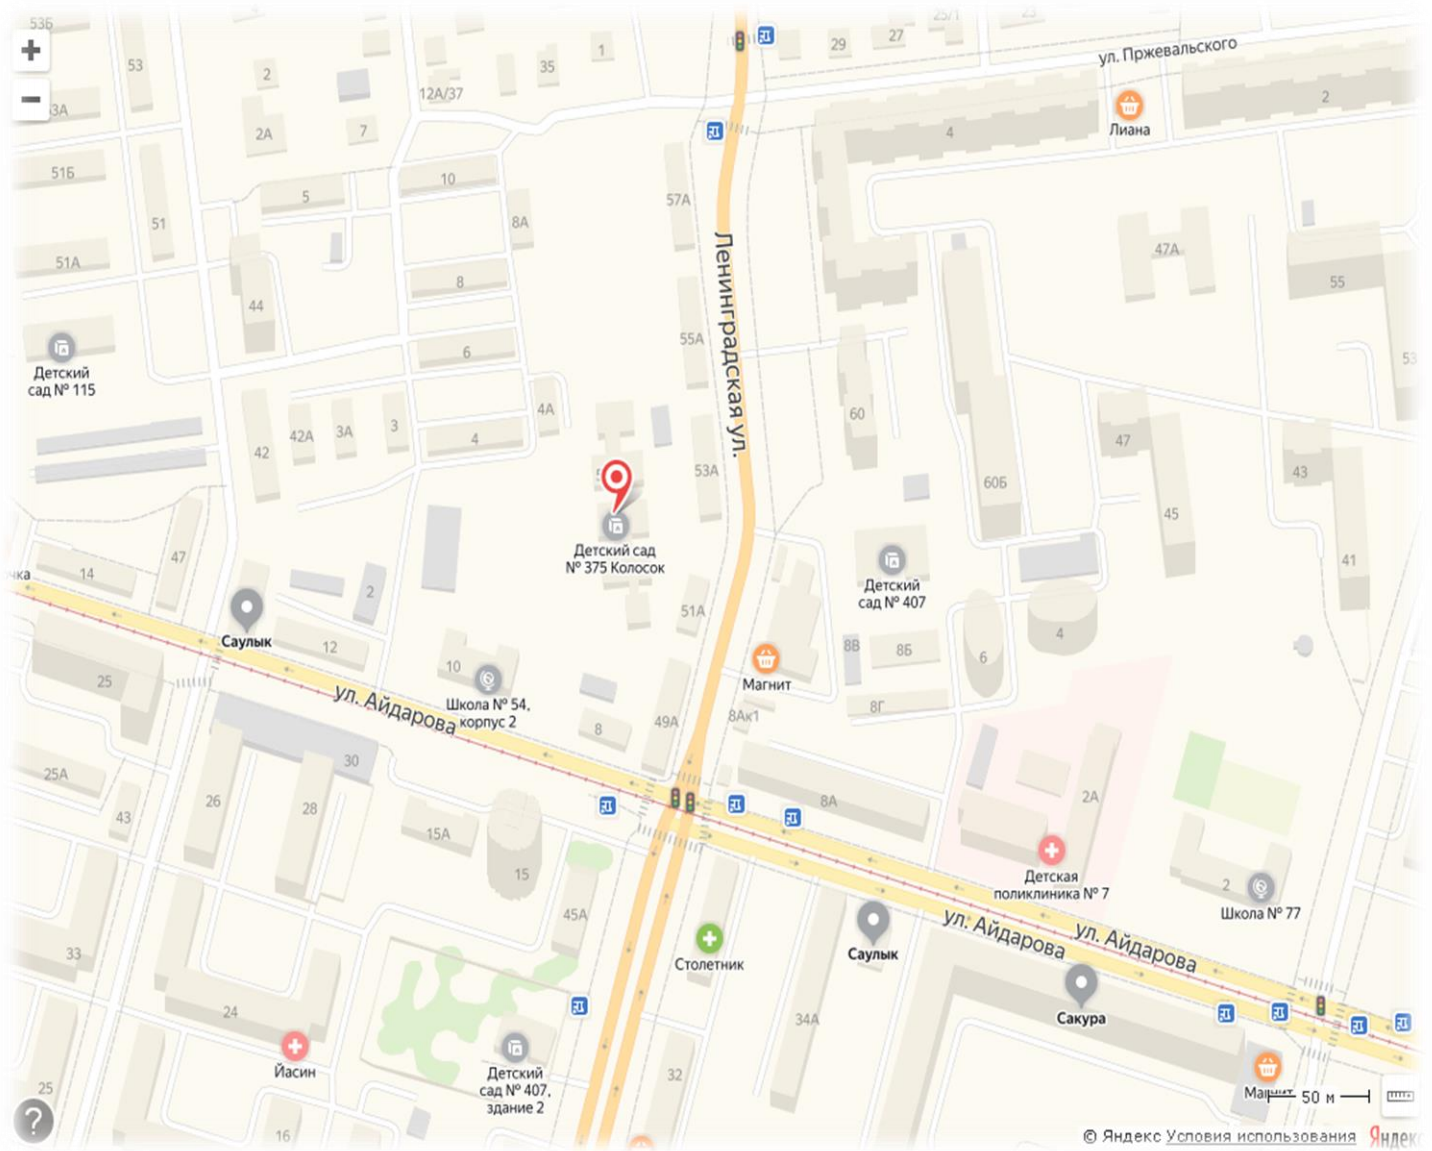 53Б
25/1
23
27
29
1
35
53
2
12А/37
53А
7
2А
ул. Пржевальского
2
4
Лиана
51Б
10
5
57А
51
8А
47А
51А
8
44
55
Ленинградская ул.
55А
6
53
Детский
сад № 115
4А
60
3
42А
3А
4
42
47
53А
43
60Б
45
Детский сад
№ 375 Колосок
47
14
41
чка
2
Детский
сад № 407
51А
Саулык
12
4
8В
8Б
6
10
Магнит
25
Школа № 54,
корпус 2
ул. Айдарова
8Г
8Ак1
49А
8
30
25А
26
28
8А
2А
43
15А
15
Детская
поликлиника № 7
2
Школа № 77
45А
ул. Айдарова
ул. Айдарова
33
Столетник
Саулык
24
34А
Сакура
Йасин
Детский
сад № 407,
здание 2
32
25
Магнит
50 м
?
16
© Яндекс Условия использования
Яндекс